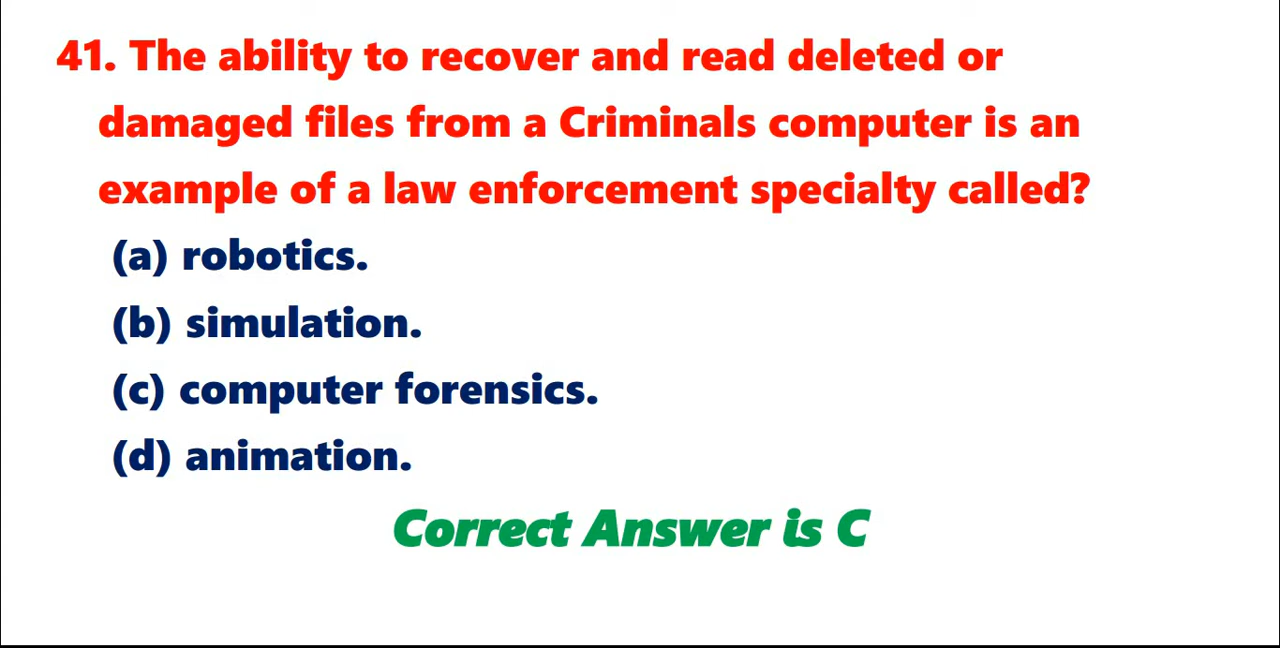 41. The ability to recover and read deleted or
damaged files from a Criminals computer is an
example of a law enforcement specialty called?
(a) robotics.
(b) simulation.
(c) computer forensics.
(d) animation.
Correct Answer is C